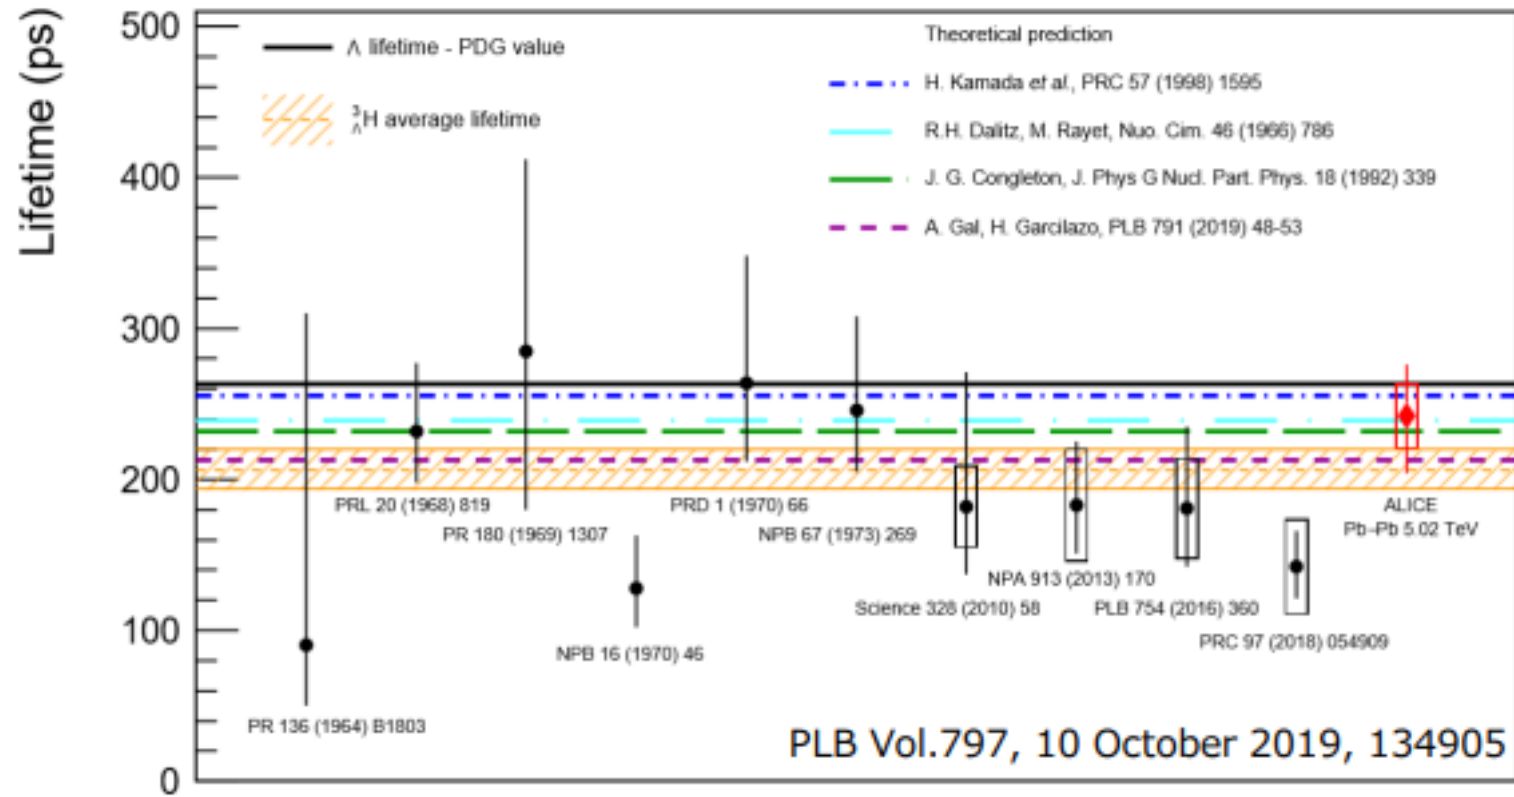 Lifetime (ps)
500
400
300
200
100
0
Λ lifetime - PDG value
³ΛH average lifetime
Theoretical prediction
H. Kamada et al., PRC 57 (1998) 1595
R.H. Dalitz, M. Rayet, Nuo. Cim. 46 (1966) 786
J. G. Congleton, J. Phys G Nucl. Part. Phys. 18 (1992) 339
A. Gal, H. Garcilazo, PLB 791 (2019) 48-53
PRL 20 (1968) 819
PRD 1 (1970) 66
ALICE
Pb-Pb 5.02 TeV
PR 180 (1969) 1307
NPB 67 (1973) 269
NPA 913 (2013) 170
Science 328 (2010) 58
PLB 754 (2016) 360
PRC 97 (2018) 054909
NPB 16 (1970) 46
PR 136 (1964) B1803
PLB Vol.797, 10 October 2019, 134905